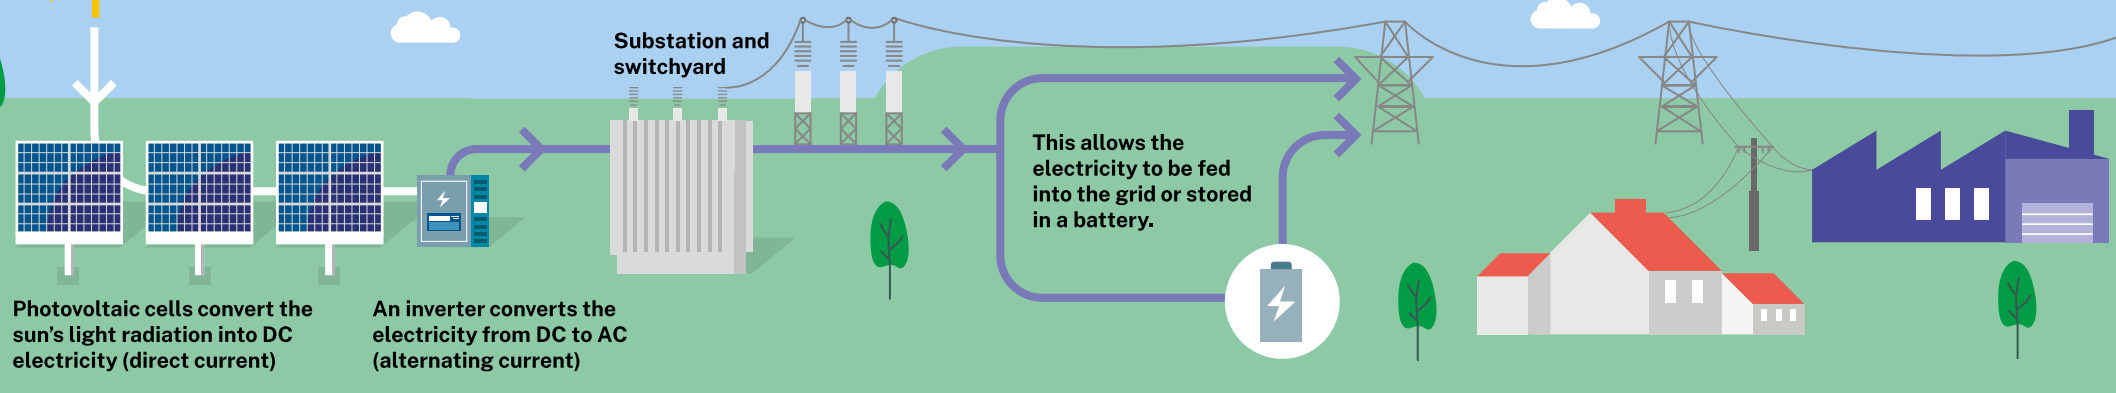 Substation and
switchyard
This allows the
electricity to be fed
into the grid or stored
in a battery.
Photovoltaic cells convert the
sun’s light radiation into DC
electricity (direct current)
An inverter converts the
electricity from DC to AC
(alternating current)